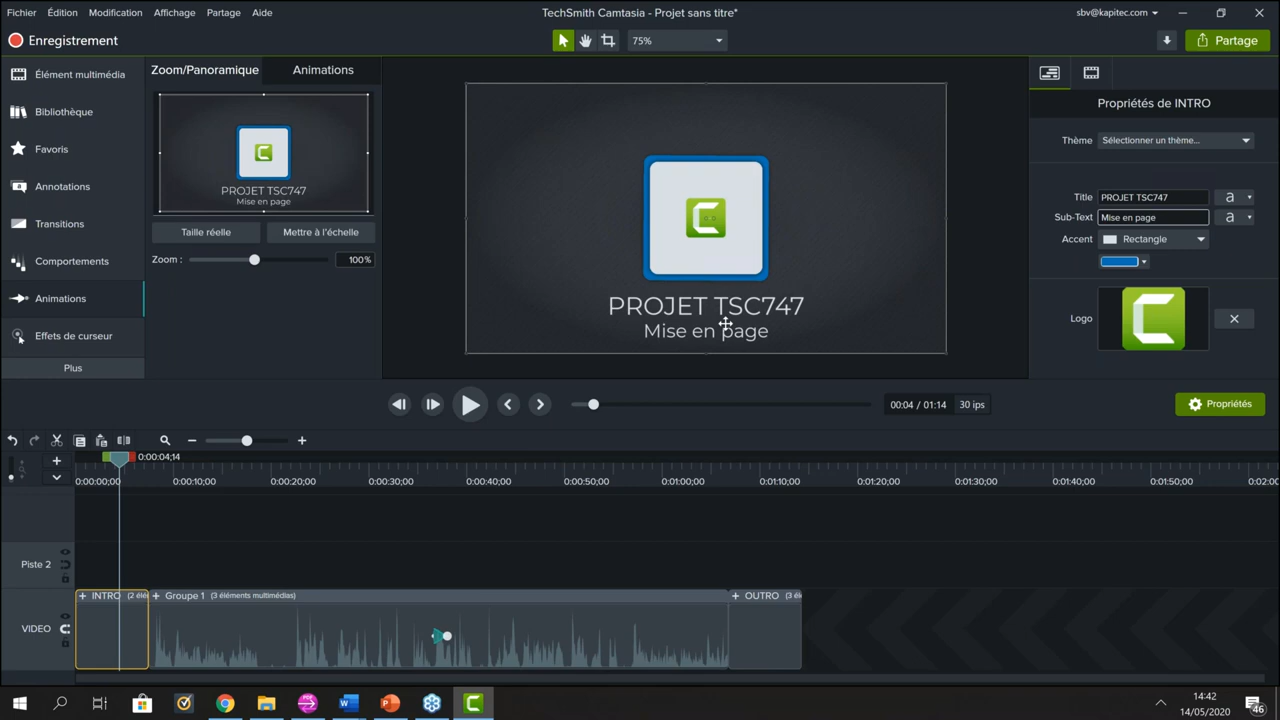 Fichier Édition Modification Affichage Partage Aide
TechSmith Camtasia - Projet sans titre*
sbv@kapitec.com
Enregistrement
75%
Partage
Élément multimédia
Bibliothèque
Favoris
Annotations
Transitions
Comportements
Animations
Effets de curseur
Plus
Zoom/Panoramique Animations
PROJET TSC747
Mise en page
Taille réelle Mettre à l'échelle
Zoom : 100%
PROJET TSC747
Mise en page
Propriétés de INTRO
Thème Sélectionner un thème...
Title PROJET TSC747 a
Sub-Text Mise en page a
Accent Rectangle
Logo
00:04 / 01:14 30 ips
Propriétés
0:00:04;14
0:00:00;00 0:00:10;00 0:00:20;00 0:00:30;00 0:00:40;00 0:00:50;00 0:01:00;00 0:01:10;00 0:01:20;00 0:01:30;00 0:01:40;00 0:01:50;00 0:02:0
Piste 2
VIDEO
+ INTRO (2 élé
+ Groupe 1 (3 éléments multimédias)
+ OUTRO (3 él
14:42
14/05/2020
46